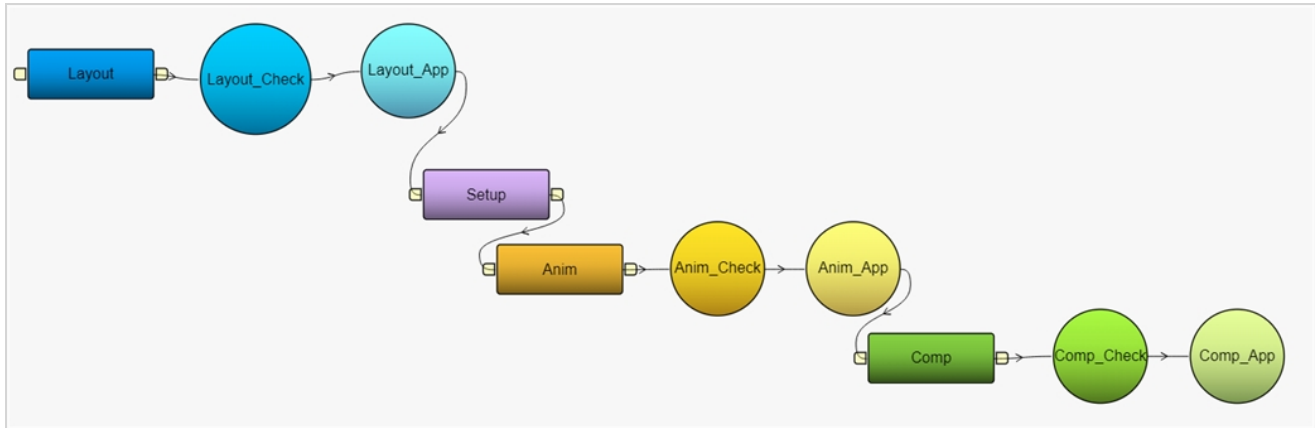 Layout
Layout_Check
Layout_App
Setup
Anim
Anim_Check
Anim_App
Comp
Comp_Check
Comp_App